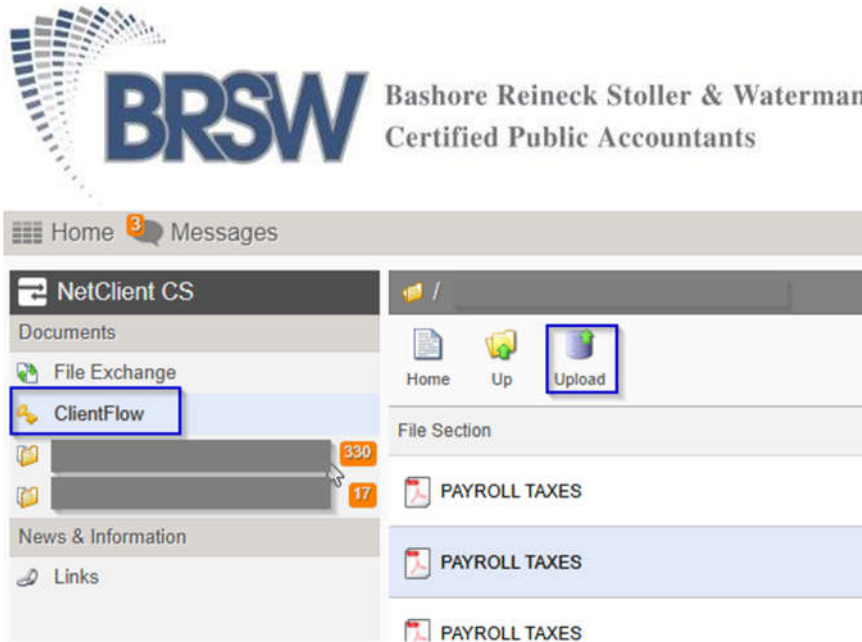 BRSW
Bashore Reineck Stoller & Waterman
Certified Public Accountants
Home 3 Messages
NetClient CS
/
Documents
Home Up Upload
File Exchange
ClientFlow
File Section
330
17
PAYROLL TAXES
News & Information
PAYROLL TAXES
Links
PAYROLL TAXES